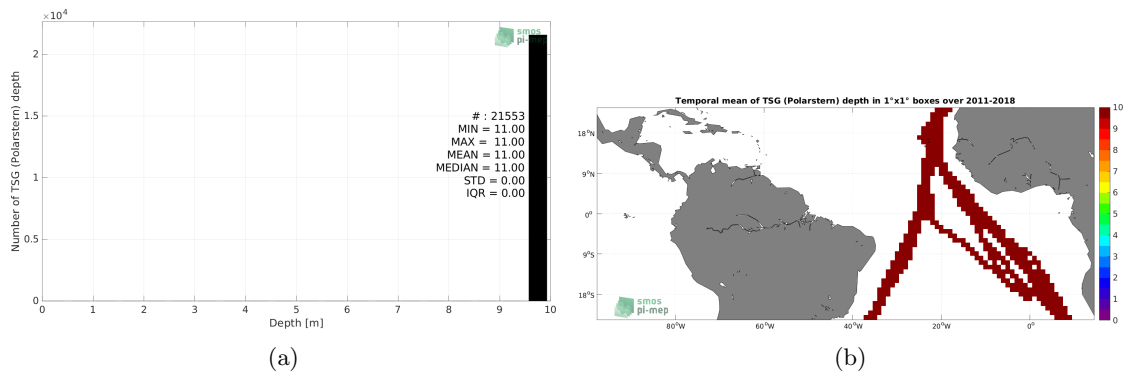 ×10⁴
2
1.5
1
0.5
0
Number of TSG (Polarstern) depth
smos
pi-mep
# : 21553
MIN = 11.00
MAX = 11.00
MEAN = 11.00
MEDIAN = 11.00
STD = 0.00
IQR = 0.00
0 1 2 3 4 5 6 7 8 9 10
Depth [m]
(a)
Temporal mean of TSG (Polarstern) depth in 1°x1° boxes over 2011-2018
18°N
9°N
0°
9°S
18°S
80°W 60°W 40°W 20°W 0°
smos
pi-mep
10
9
8
7
6
5
4
3
2
1
0
(b)